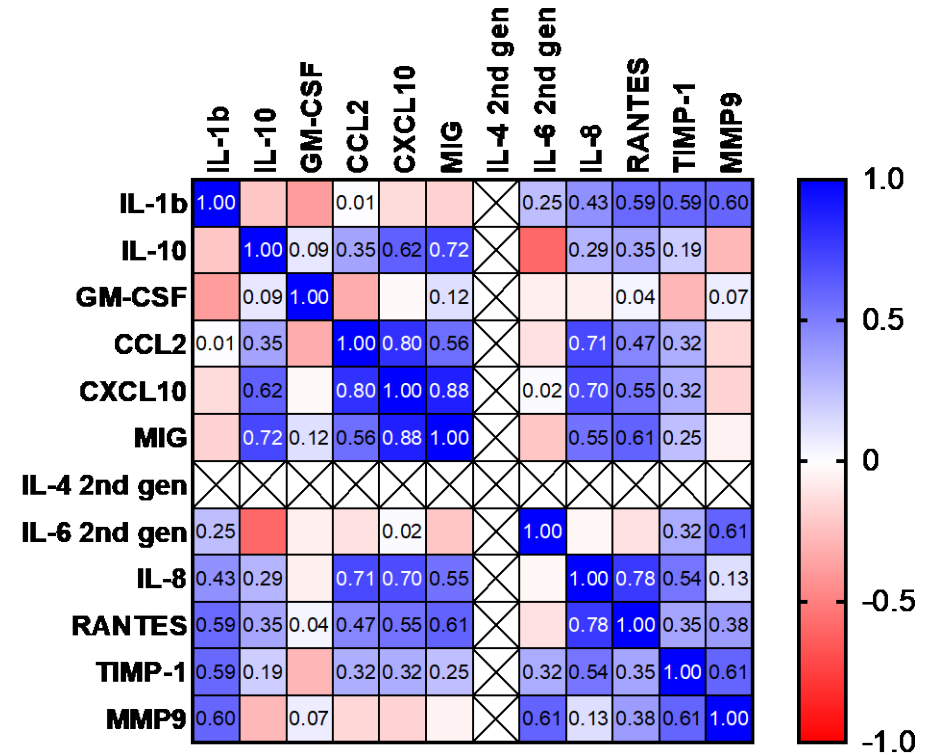 IL-1b IL-10 GM-CSF CCL2 CXCL10 MIG IL-4 2nd gen IL-6 2nd gen IL-8 RANTES TIMP-1 MMP9
IL-1b 1.00 0.01 0.25 0.43 0.59 0.59 0.60
IL-10 1.00 0.09 0.35 0.62 0.72 0.29 0.35 0.19
GM-CSF 0.09 1.00 0.12 0.04 0.07
CCL2 0.01 0.35 1.00 0.80 0.56 0.71 0.47 0.32
CXCL10 0.62 0.80 1.00 0.88 0.02 0.70 0.55 0.32
MIG 0.72 0.12 0.56 0.88 1.00 0.55 0.61 0.25
IL-4 2nd gen
IL-6 2nd gen 0.25 0.02 1.00 0.32 0.61
IL-8 0.43 0.29 0.71 0.70 0.55 1.00 0.78 0.54 0.13
RANTES 0.59 0.35 0.04 0.47 0.55 0.61 0.78 1.00 0.35 0.38
TIMP-1 0.59 0.19 0.32 0.32 0.25 0.32 0.54 0.35 1.00 0.61
MMP9 0.60 0.07 0.61 0.13 0.38 0.61 1.00
1.0
0.5
0
-0.5
-1.0